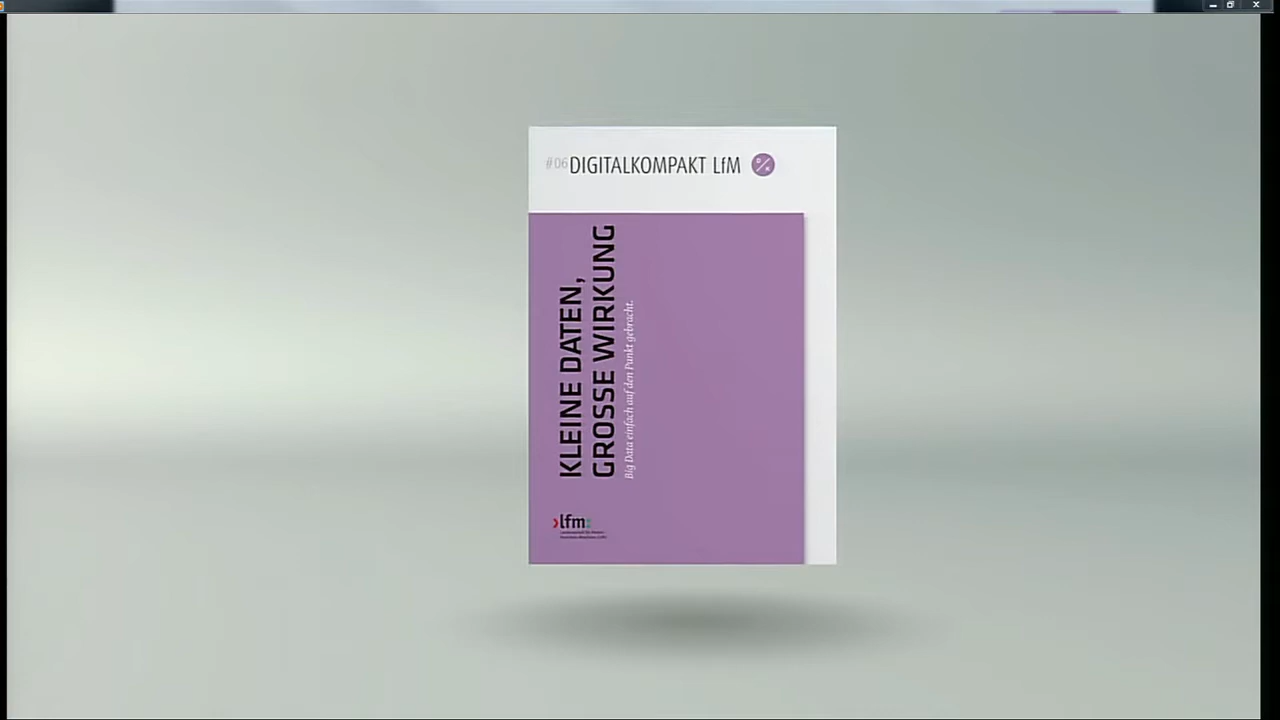 #06 DIGITALKOMPAKT LfM
KLEINE DATEN,
GROSSE WIRKUNG
Big Data einfach auf den Punkt gebracht.
lfm: